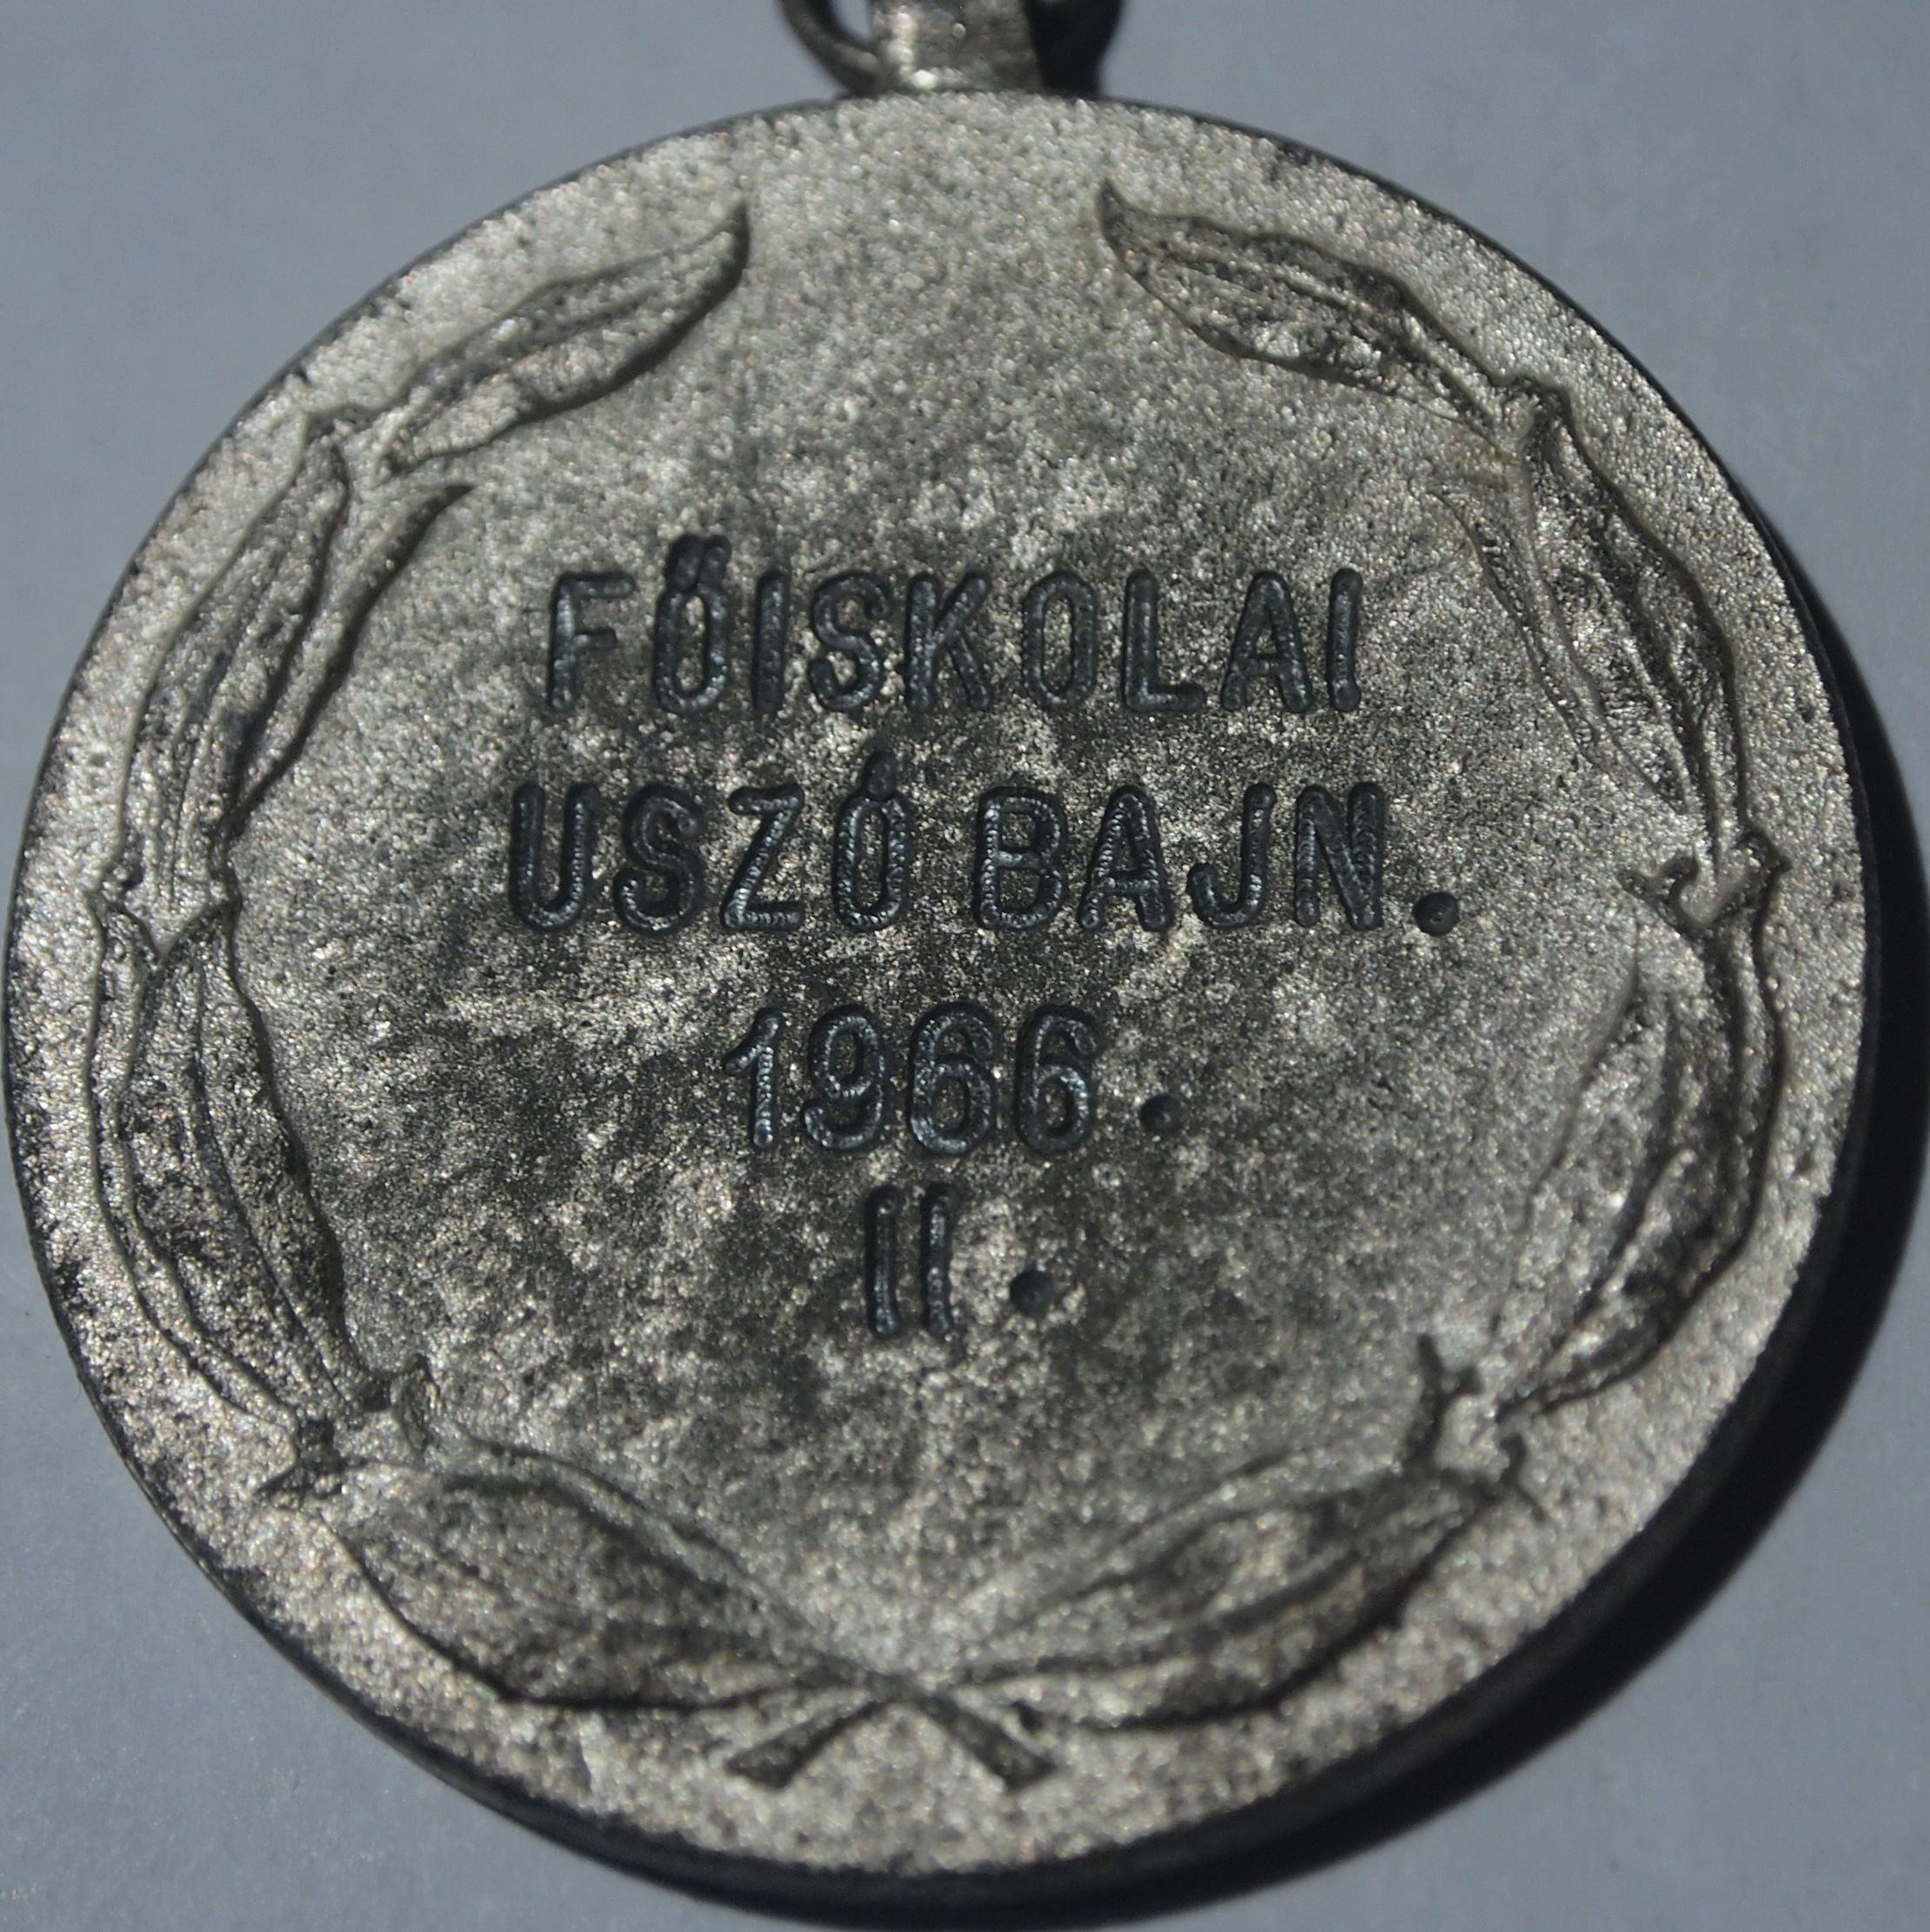 FŐISKOLAI
USZÓ BAJN.
1966.
II.